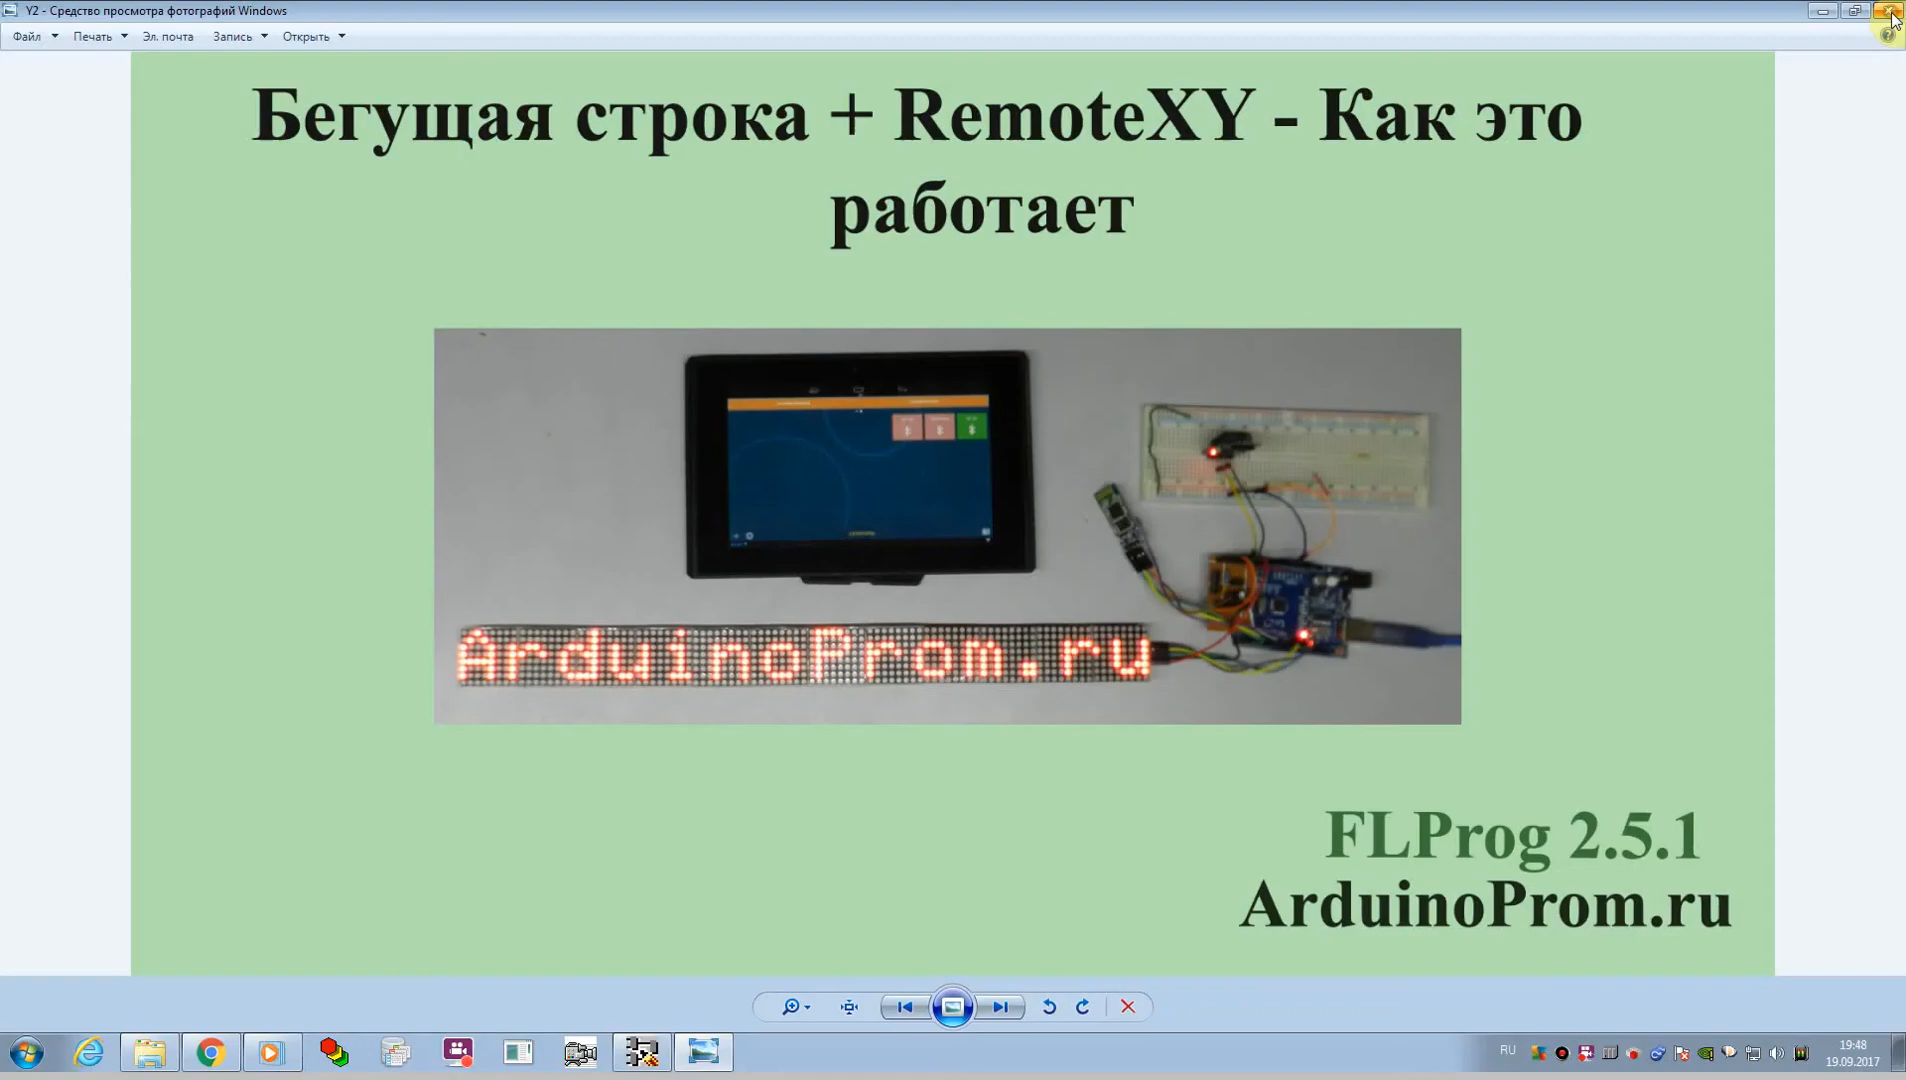 Y2 - Средство просмотра фотографий Windows
Файл Печать Эл. почта Запись Открыть
Бегущая строка + RemoteXY - Как это
работает
ArduinoProm.ru
FLProg 2.5.1
ArduinoProm.ru
RU 19:48
19.09.2017